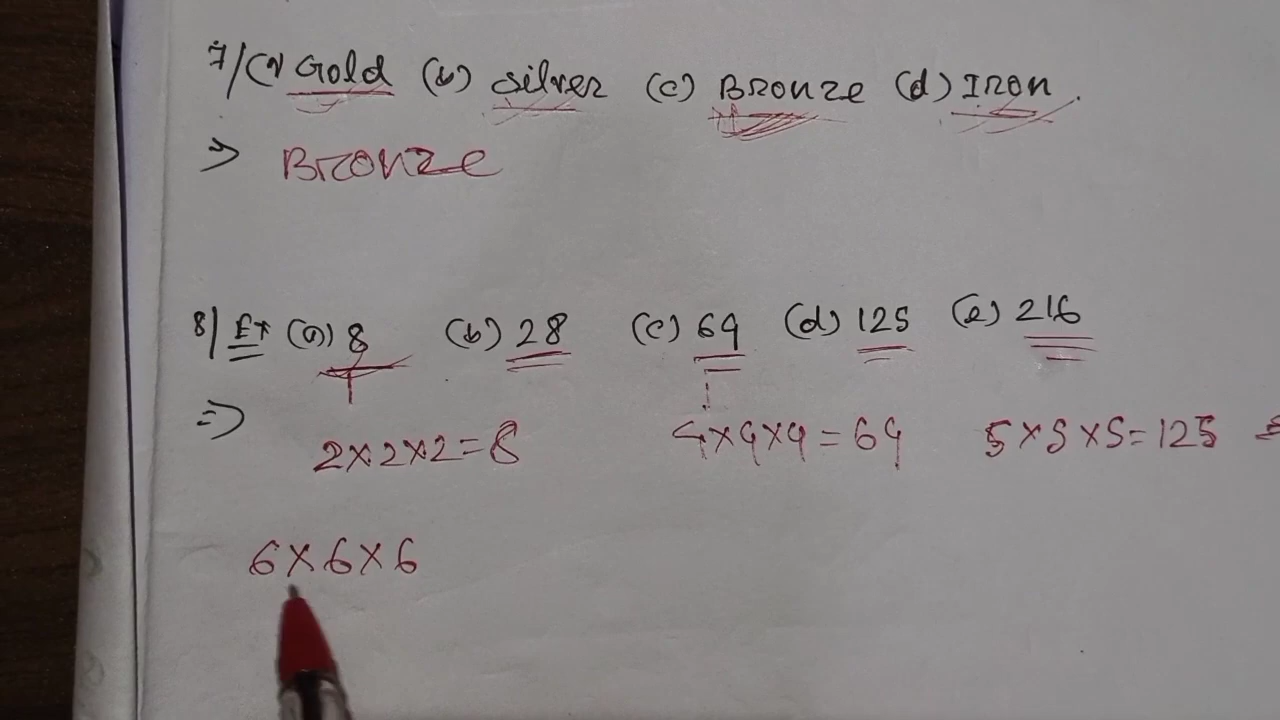 7/(a) Gold (b) Silver (c) Bronze (d) Iron.
⇒ Bronze
8/ Ex (a) 8 (b) 28 (c) 64 (d) 125 (e) 216
⇒
2×2×2=8 4×4×4=64 5×5×5=125
6×6×6